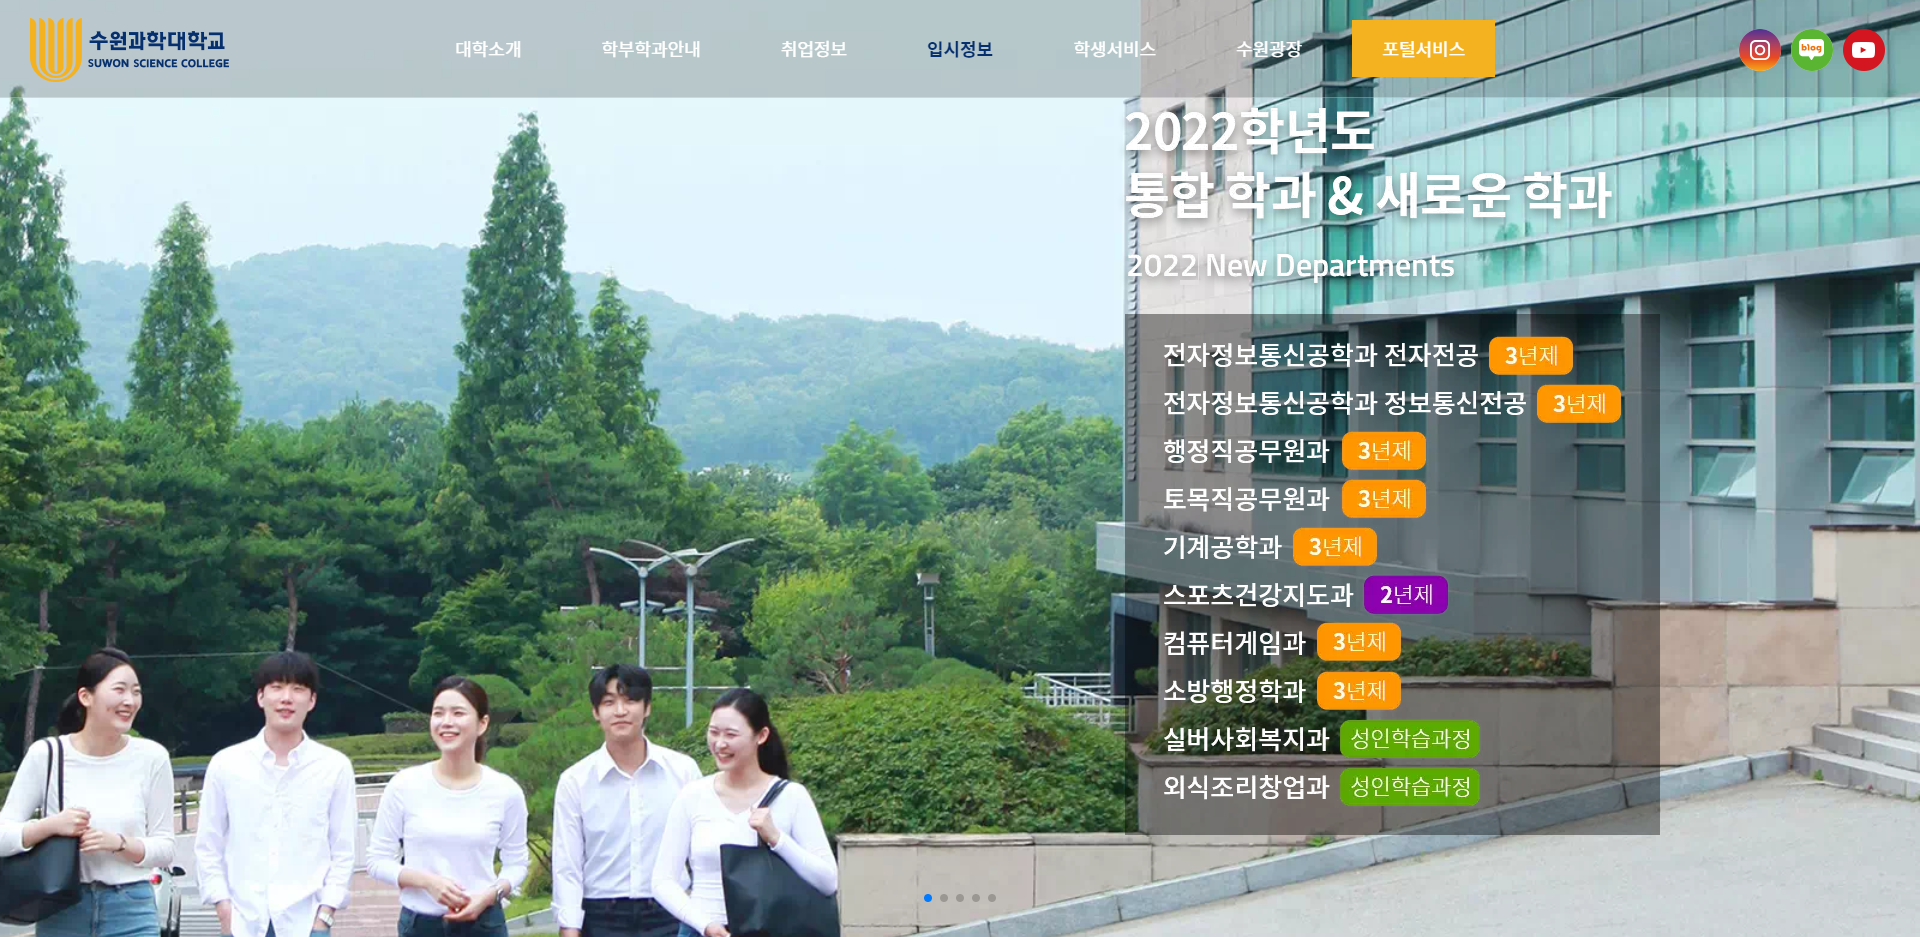 수원과학대학교
SUWON SCIENCE COLLEGE
대학소개 학부학과안내 취업정보 입시정보 학생서비스 수원광장 포털서비스
blog
2022학년도
통합 학과 & 새로운 학과
2022 New Departments
전자정보통신공학과 전자전공 3년제
전자정보통신공학과 정보통신전공 3년제
행정직공무원과 3년제
토목직공무원과 3년제
기계공학과 3년제
스포츠건강지도과 2년제
컴퓨터게임과 3년제
소방행정학과 3년제
실버사회복지과 성인학습과정
외식조리창업과 성인학습과정